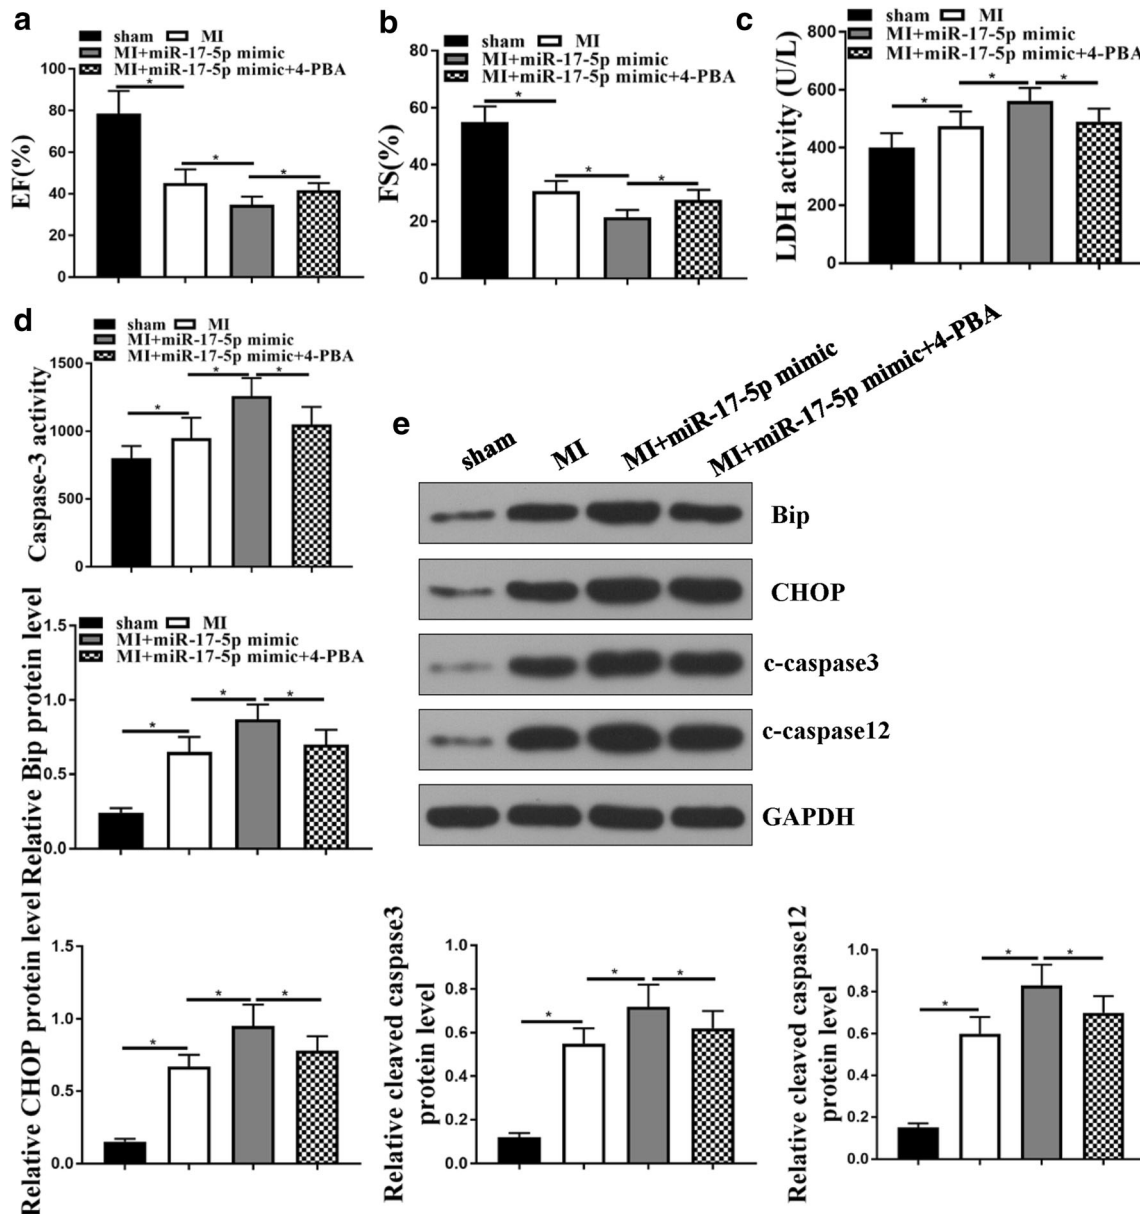 a
sham MI
MI+miR-17-5p mimic
MI+miR-17-5p mimic+4-PBA
EF(%)
100
80
60
40
20
0
*
*
*
b
sham MI
MI+miR-17-5p mimic
MI+miR-17-5p mimic+4-PBA
FS(%)
80
60
40
20
0
*
*
*
c
sham MI
MI+miR-17-5p mimic
MI+miR-17-5p mimic+4-PBA
LDH activity (U/L)
800
600
400
200
0
*
*
*
d
sham MI
MI+miR-17-5p mimic
MI+miR-17-5p mimic+4-PBA
Caspase-3 activity
1500
1000
500
0
*
*
*
e
sham
MI
MI+miR-17-5p mimic
MI+miR-17-5p mimic+4-PBA
Bip
CHOP
c-caspase3
c-caspase12
GAPDH
sham MI
MI+miR-17-5p mimic
MI+miR-17-5p mimic+4-PBA
Relative Bip protein level
1.5
1.0
0.5
0.0
*
*
*
Relative CHOP protein level
1.5
1.0
0.5
0.0
*
*
*
Relative cleaved caspase3
protein level
1.0
0.8
0.6
0.4
0.2
0.0
*
*
*
Relative cleaved caspase12
protein level
1.0
0.8
0.6
0.4
0.2
0.0
*
*
*